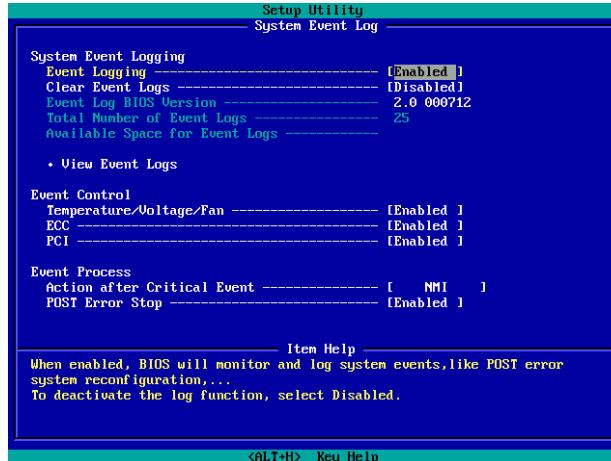 Setup Utility
System Event Log
System Event Logging
Event Logging ---------------------------- [Enabled ]
Clear Event Logs ------------------------- [Disabled]
Event Log BIOS Version ------------------- 2.0 000712
Total Number of Event Logs --------------- 25
Available Space for Event Logs -----------
• View Event Logs
Event Control
Temperature/Voltage/Fan ------------------ [Enabled ]
ECC -------------------------------------- [Enabled ]
PCI -------------------------------------- [Enabled ]
Event Process
Action after Critical Event -------------- [ NMI ]
POST Error Stop -------------------------- [Enabled ]
Item Help
When enabled, BIOS will monitor and log system events,like POST error
system reconfiguration,...
To deactivate the log function, select Disabled.
<ALT+H> Key Help